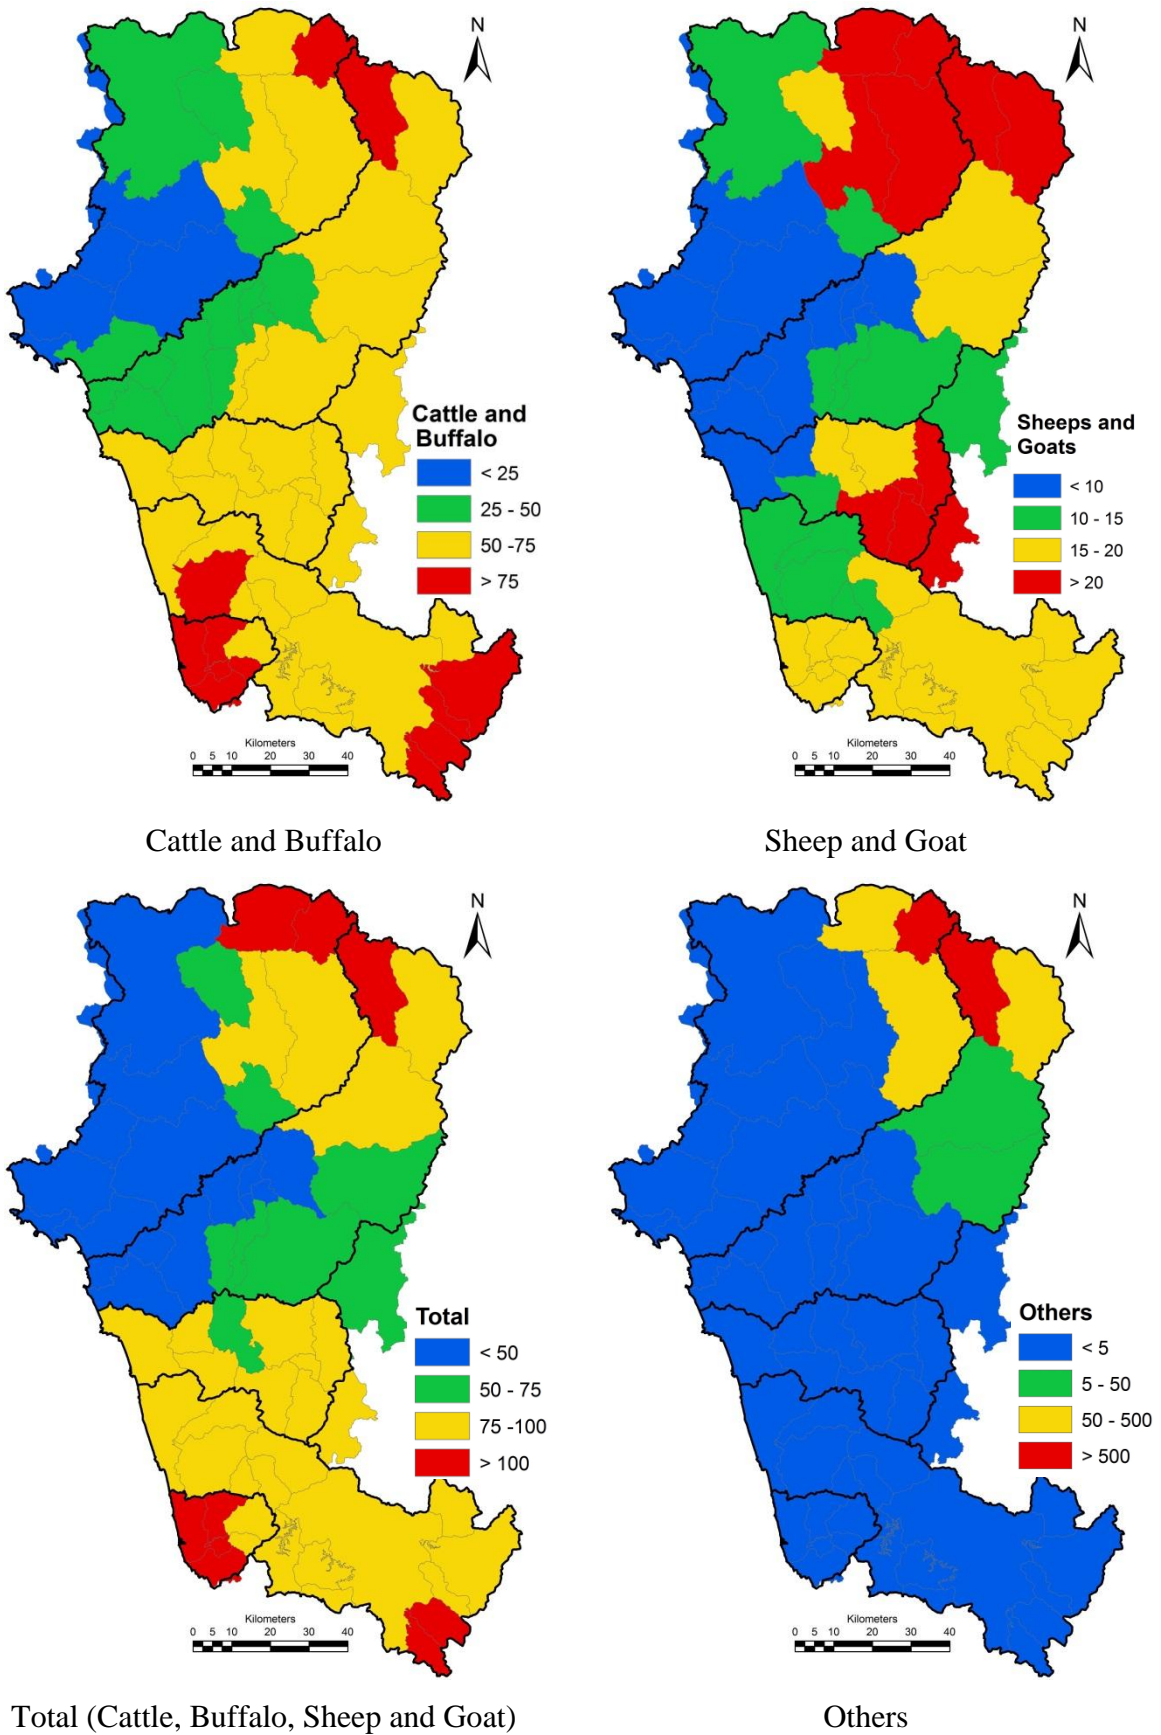 N
Cattle and
Buffalo
< 25
25 - 50
50 -75
> 75
Kilometers
0 5 10 20 30 40
Cattle and Buffalo
N
Sheeps and
Goats
< 10
10 - 15
15 - 20
> 20
Kilometers
0 5 10 20 30 40
Sheep and Goat
N
Total
< 50
50 - 75
75 -100
> 100
Kilometers
0 5 10 20 30 40
Total (Cattle, Buffalo, Sheep and Goat)
N
Others
< 5
5 - 50
50 - 500
> 500
Kilometers
0 5 10 20 30 40
Others